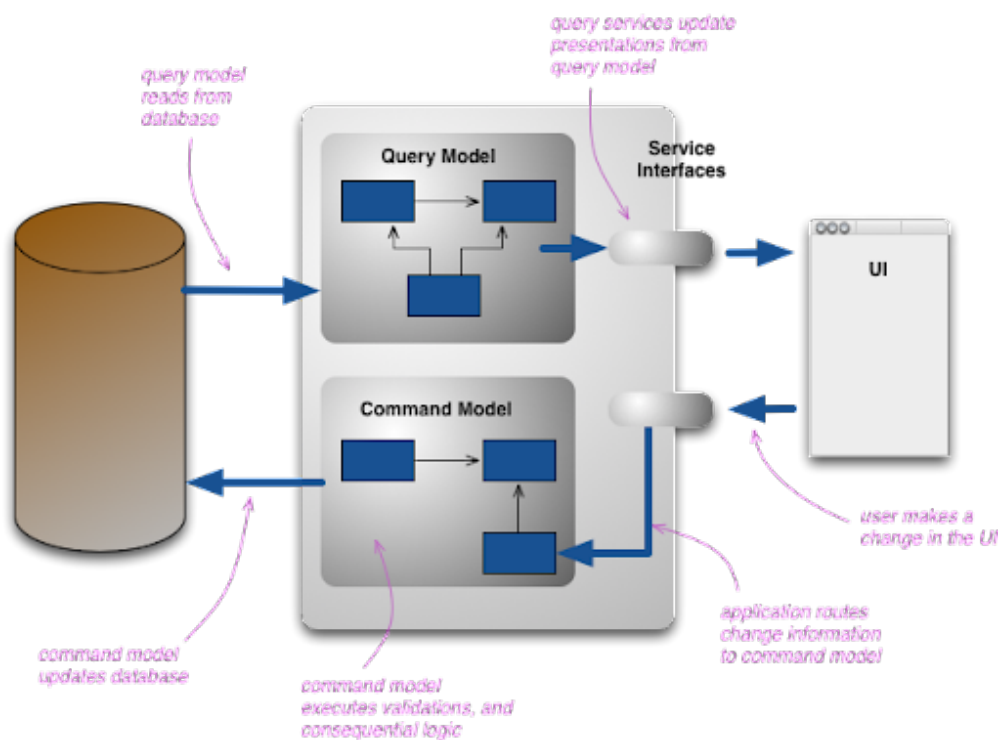 query services update
presentations from
query model
query model
reads from
database
Query Model
Service
Interfaces
UI
Command Model
user makes a
change in the UI
application routes
change information
to command model
command model
updates database
command model
executes validations, and
consequential logic